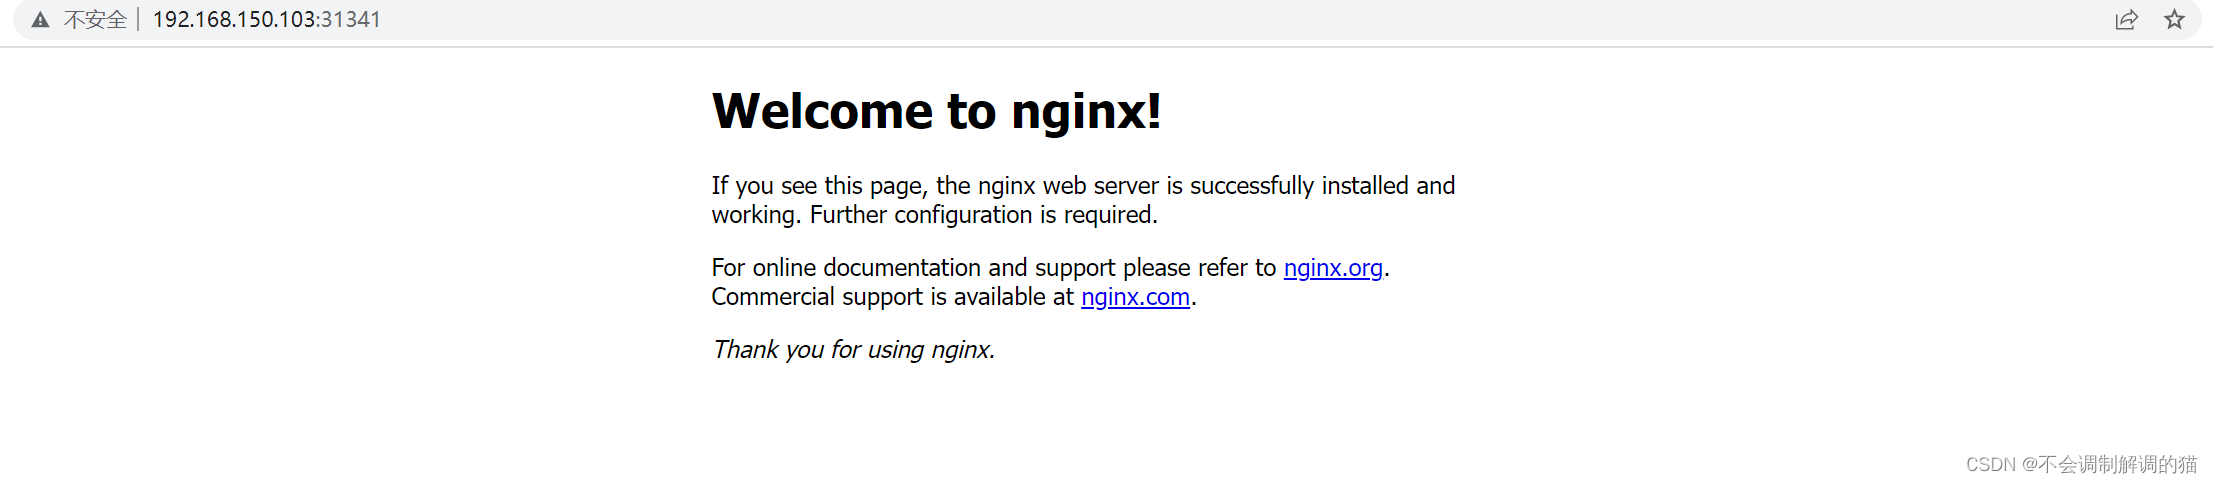 不安全 192.168.150.103:31341
Welcome to nginx!
If you see this page, the nginx web server is successfully installed and
working. Further configuration is required.
For online documentation and support please refer to nginx.org.
Commercial support is available at nginx.com.
Thank you for using nginx.
CSDN @不会调制解调的猫